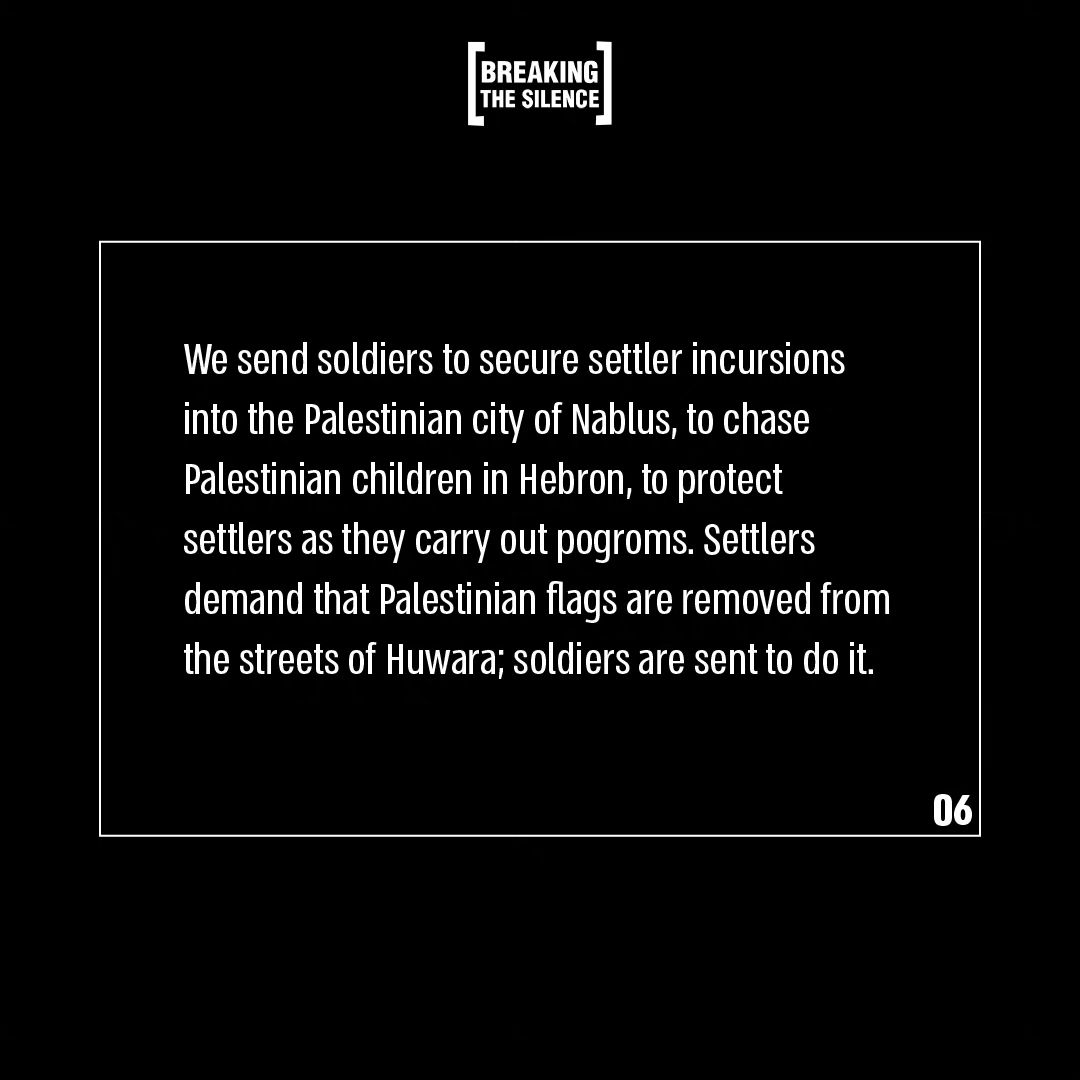 [BREAKING
THE SILENCE]
We send soldiers to secure settler incursions
into the Palestinian city of Nablus, to chase
Palestinian children in Hebron, to protect
settlers as they carry out pogroms. Settlers
demand that Palestinian flags are removed from
the streets of Huwara; soldiers are sent to do it.
06